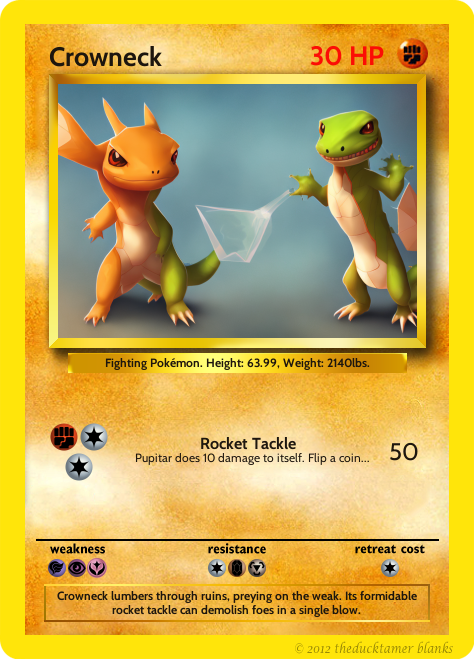 Crowneck
30 HP
Fighting Pokémon. Height: 63.99, Weight: 2140lbs.
Rocket Tackle
Pupitar does 10 damage to itself. Flip a coin...
50
weakness
resistance
retreat cost
Crowneck lumbers through ruins, preying on the weak. Its formidable
rocket tackle can demolish foes in a single blow.
© 2012 theducktamer blanks